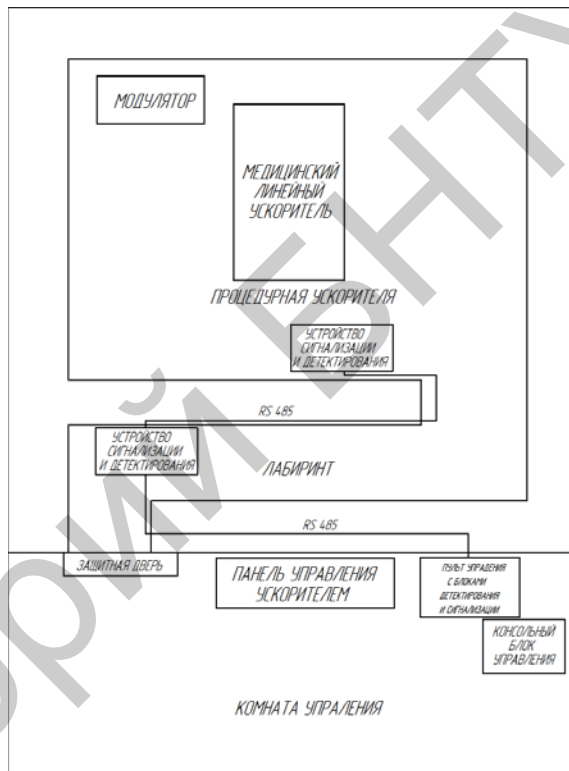 МОДУЛЯТОР
МЕДИЦИНСКИЙ
ЛИНЕЙНЫЙ
УСКОРИТЕЛЬ
ПРОЦЕДУРНАЯ УСКОРИТЕЛЯ
УСТРОЙСТВО
СИГНАЛИЗАЦИИ
И ДЕТЕКТИРОВАНИЯ
RS 485
УСТРОЙСТВО
СИГНАЛИЗАЦИИ
И ДЕТЕКТИРОВАНИЯ
ЛАБИРИНТ
RS 485
ЗАЩИТНАЯ ДВЕРЬ
ПАНЕЛЬ УПРАВЛЕНИЯ
УСКОРИТЕЛЕМ
ПУЛЬТ УПРАДЕНИЯ
С БЛОКАМИ
ДЕТЕКТИРОВАНИЯ
И СИГНАЛИЗАЦИИ
КОНСОЛЬНЫЙ
БЛОК
УПРАВЛЕНИЯ
КОМНАТА УПРАЛЕНИЯ